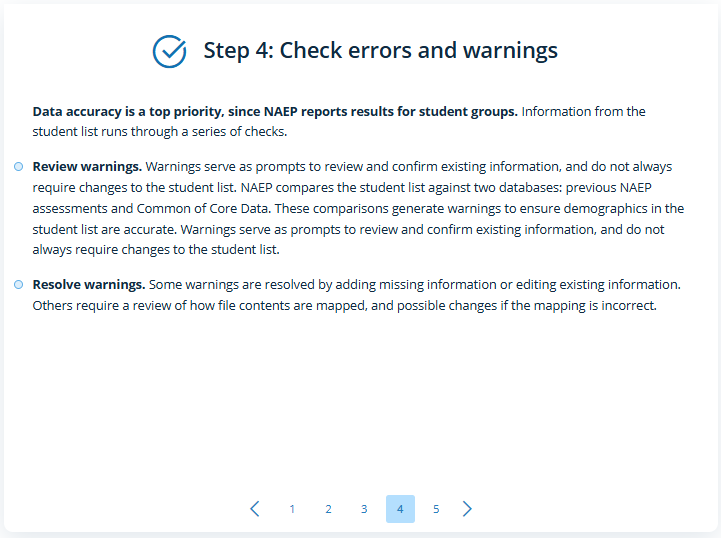 Step 4: Check errors and warnings
Data accuracy is a top priority, since NAEP reports results for student groups. Information from the
student list runs through a series of checks.
Review warnings. Warnings serve as prompts to review and confirm existing information, and do not always
require changes to the student list. NAEP compares the student list against two databases: previous NAEP
assessments and Common of Core Data. These comparisons generate warnings to ensure demographics in the
student list are accurate. Warnings serve as prompts to review and confirm existing information, and do not
always require changes to the student list.
Resolve warnings. Some warnings are resolved by adding missing information or editing existing information.
Others require a review of how file contents are mapped, and possible changes if the mapping is incorrect.
1 2 3 4 5